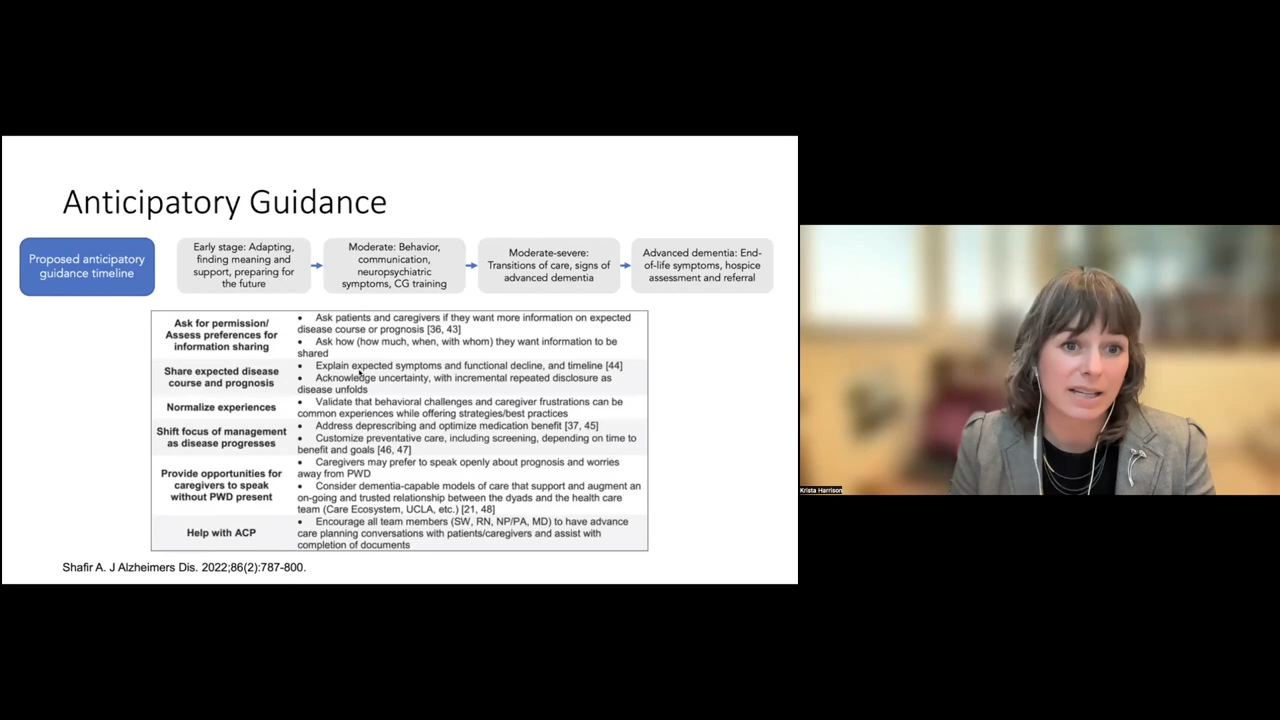 Anticipatory Guidance
Proposed anticipatory
guidance timeline
Early stage: Adapting,
finding meaning and
support, preparing for
the future
Moderate: Behavior,
communication,
neuropsychiatric
symptoms, CG training
Moderate-severe:
Transitions of care, signs of
advanced dementia
Advanced dementia: End-
of-life symptoms, hospice
assessment and referral
Ask for permission/
Assess preferences for
information sharing
• Ask patients and caregivers if they want more information on expected
disease course or prognosis [36, 43]
• Ask how (how much, when, with whom) they want information to be
shared
Share expected disease
course and prognosis
• Explain expected symptoms and functional decline, and timeline [44]
• Acknowledge uncertainty, with incremental repeated disclosure as
disease unfolds
Normalize experiences
• Validate that behavioral challenges and caregiver frustrations can be
common experiences while offering strategies/best practices
Shift focus of management
as disease progresses
• Address deprescribing and optimize medication benefit [37, 45]
• Customize preventative care, including screening, depending on time to
benefit and goals [46, 47]
Provide opportunities for
caregivers to speak
without PWD present
• Caregivers may prefer to speak openly about prognosis and worries
away from PWD
• Consider dementia-capable models of care that support and augment an
on-going and trusted relationship between the dyads and the health care
team (Care Ecosystem, UCLA, etc.) [21, 48]
Help with ACP
• Encourage all team members (SW, RN, NP/PA, MD) to have advance
care planning conversations with patients/caregivers and assist with
completion of documents
Shafir A. J Alzheimers Dis. 2022;86(2):787-800.
Krista Harrison